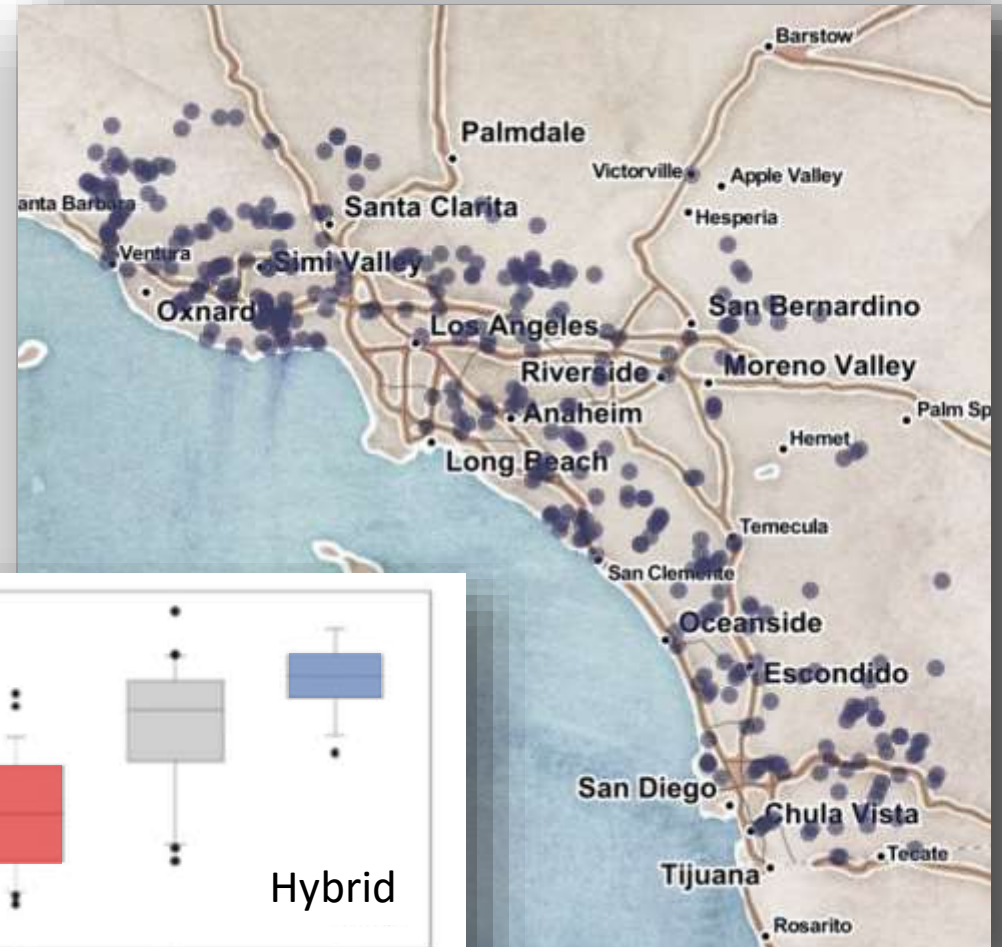 Barstow
Palmdale
Victorville
Apple Valley
anta Barbara
Santa Clarita
Hesperia
Ventura
Simi Valley
Oxnard
San Bernardino
Los Angeles
Riverside
Moreno Valley
Anaheim
Palm Sp
Hemet
Long Beach
Temecula
San Clemente
Oceanside
Escondido
San Diego
Chula Vista
Tecate
Tijuana
Hybrid
Rosarito